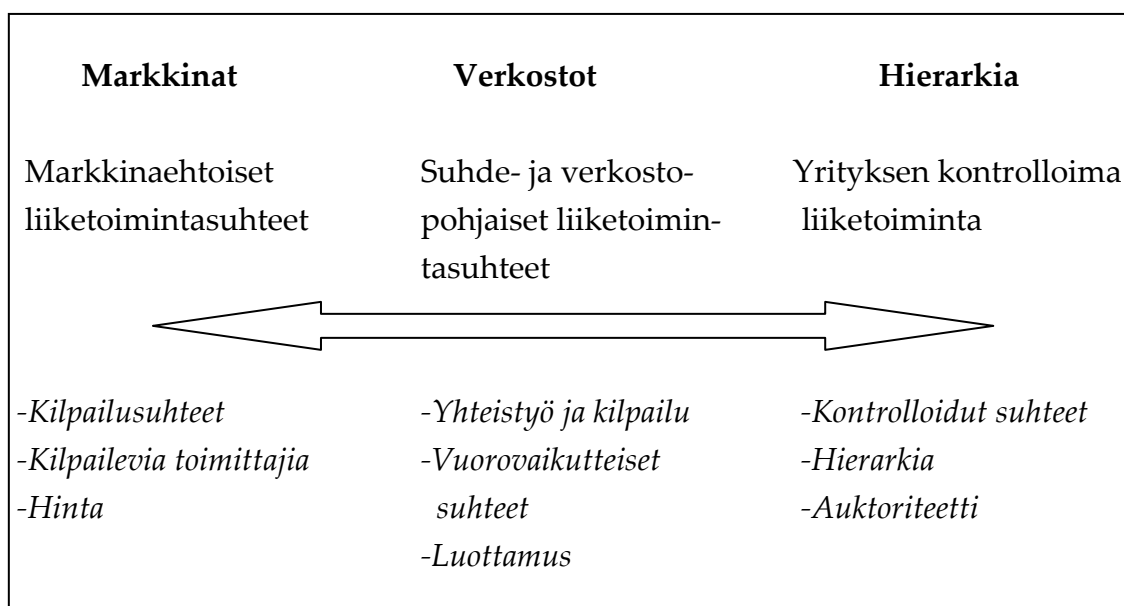 Markkinat Verkostot Hierarkia
Markkinaehtoiset Suhde- ja verkosto- Yrityksen kontrolloima
liiketoimintasuhteet pohjaiset liiketoimin- liiketoiminta
tasuhteet
-Kilpailusuhteet -Yhteistyö ja kilpailu -Kontrolloidut suhteet
-Kilpailevia toimittajia -Vuorovaikutteiset -Hierarkia
-Hinta suhteet -Auktoriteetti
-Luottamus